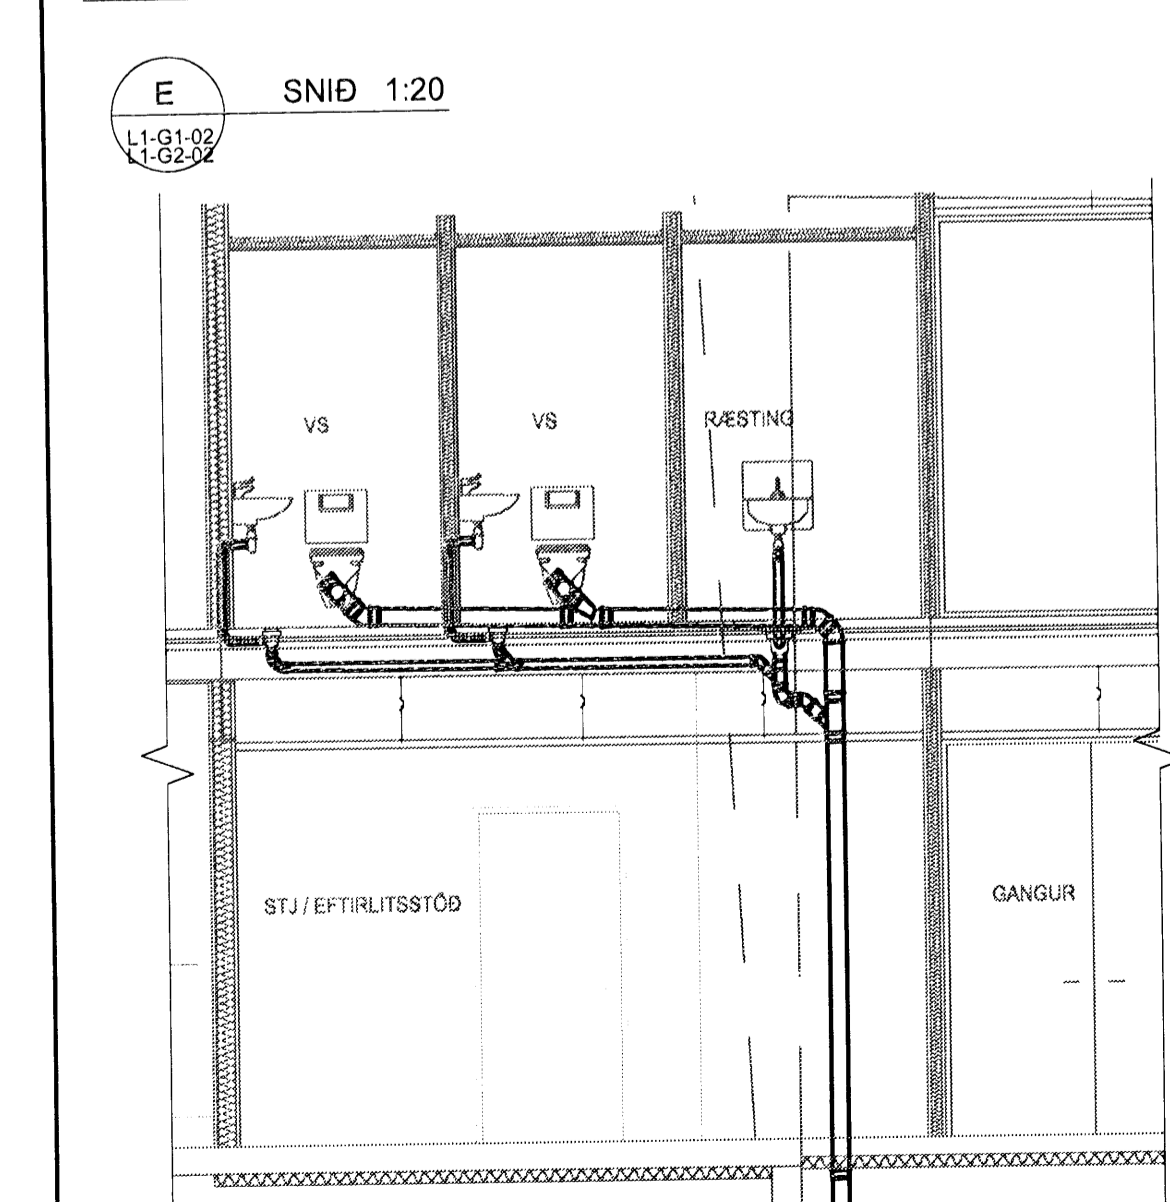 E
SNIÐ 1:20
L1-G1-02
L1-G2-02
VS
VS
RÆSTING
STJ / EFTIRLITSSTÖÐ
GANGUR